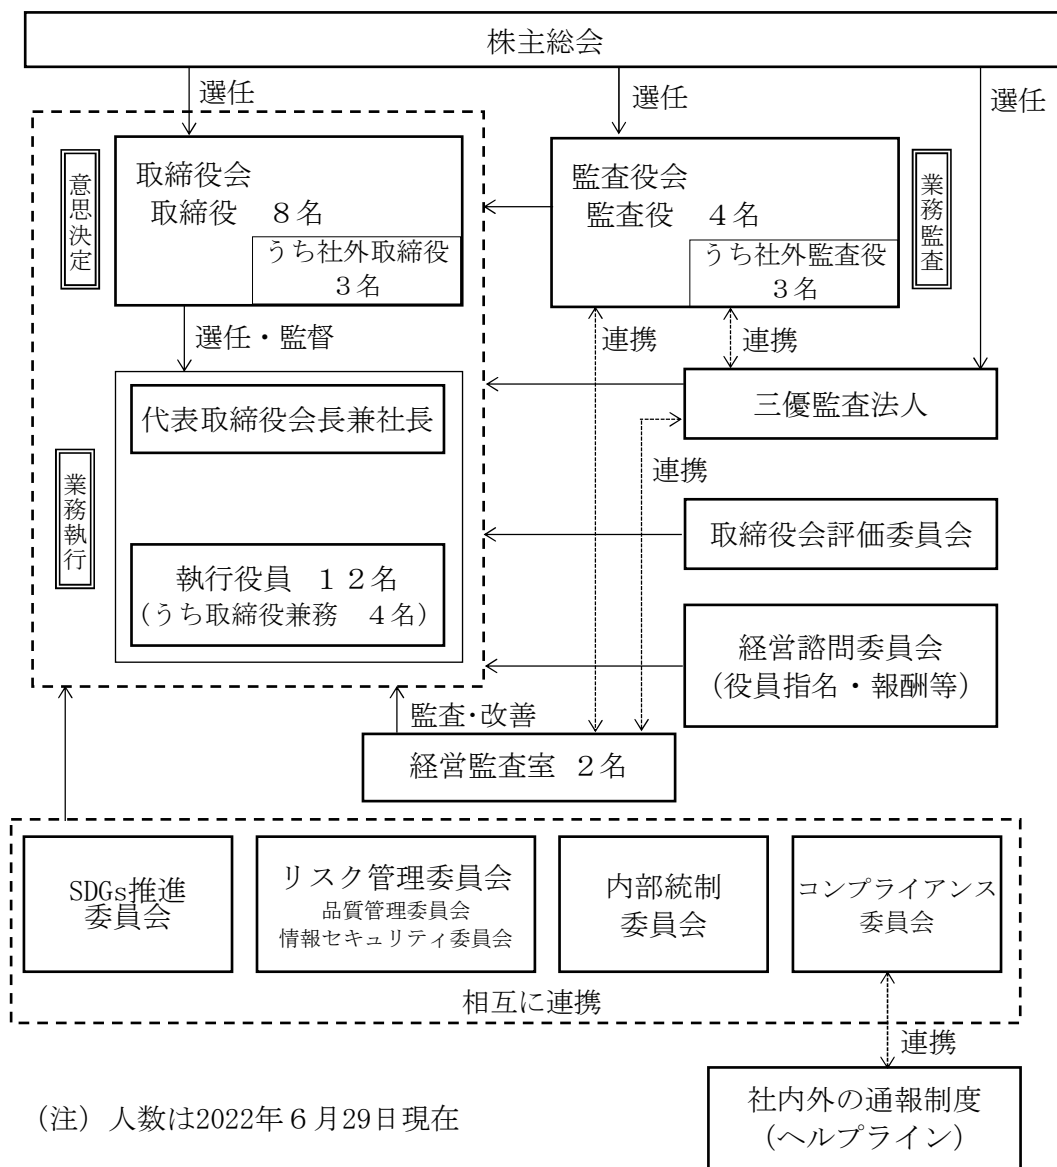 株主総会
選任
選任
選任
意思決定
取締役会
取締役　８名
うち社外取締役
３名
監査役会
監査役　４名
うち社外監査役
３名
業務監査
選任・監督
連携
連携
代表取締役会長兼社長
三優監査法人
連携
業務執行
執行役員　１２名
（うち取締役兼務　４名）
取締役会評価委員会
経営諮問委員会
（役員指名・報酬等）
監査・改善
経営監査室　２名
SDGs推進
委員会
リスク管理委員会
品質管理委員会
情報セキュリティ委員会
内部統制
委員会
コンプライアンス
委員会
相互に連携
連携
社内外の通報制度
（ヘルプライン）
（注）人数は2022年６月29日現在